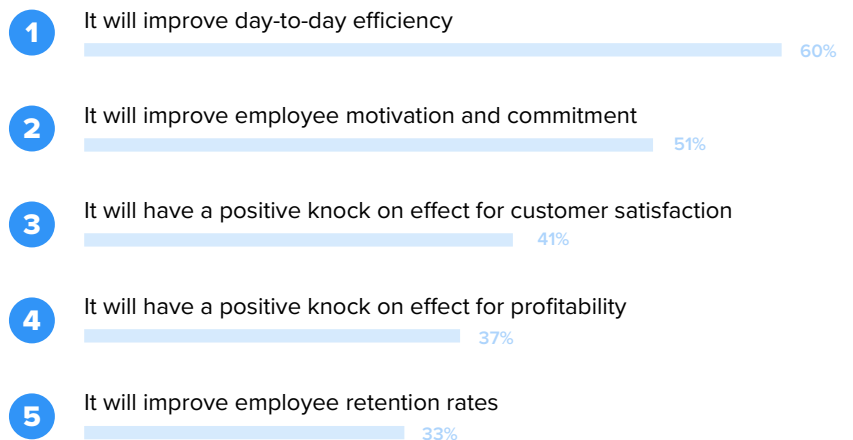 1
It will improve day-to-day efficiency
60%
2
It will improve employee motivation and commitment
51%
3
It will have a positive knock on effect for customer satisfaction
41%
4
It will have a positive knock on effect for profitability
37%
5
It will improve employee retention rates
33%